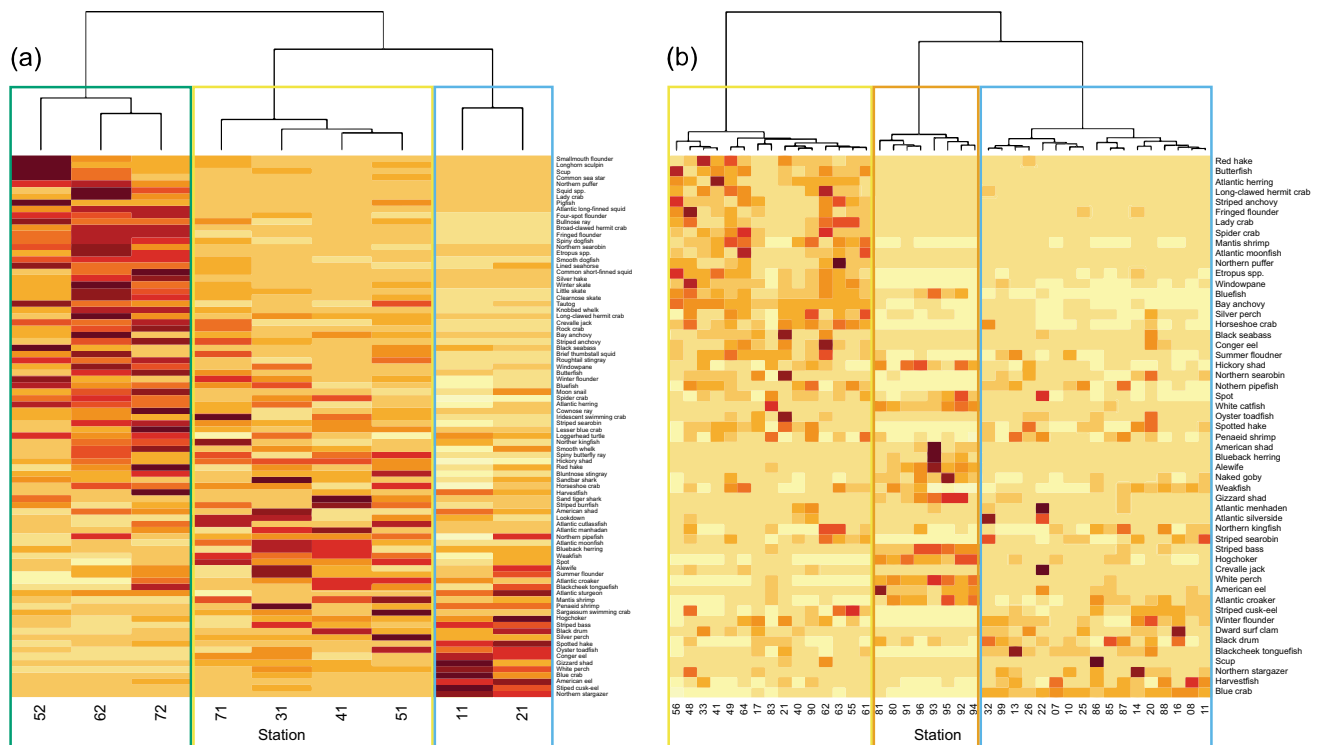 (a)
Smallmouth flounder
Longhorn sculpin
Scup
Common sea star
Northern puffer
Squid spp.
Lady crab
Pigfish
Atlantic long-finned squid
Four-spot flounder
Bullnose ray
Broad-clawed hermit crab
Fringed flounder
Spiny dogfish
Northern searobin
Etropus spp.
Smooth dogfish
Lined seahorse
Common short-finned squid
Silver hake
Winter skate
Little skate
Clearnose skate
Tautog
Knobbed whelk
Long-clawed hermit crab
Crevalle jack
Rock crab
Bay anchovy
Striped anchovy
Black seabass
Brief thumbstall squid
Roughtail stingray
Windowpane
Butterfish
Winter flounder
Bluefish
Moon snail
Spider crab
Atlantic herring
Cownose ray
Iridescent swimming crab
Striped searobin
Lesser blue crab
Loggerhead turtle
Norther kingfish
Smooth whelk
Spiny butterfly ray
Hickory shad
Red hake
Bluntnose stingray
Sandbar shark
Horseshoe crab
Harvestfish
Sand tiger shark
Striped burrfish
American shad
Lookdown
Atlantic cutlassfish
Atlantic manhadan
Northern pipefish
Atlantic moonfish
Blueback herring
Weakfish
Spot
Alewife
Summer flounder
Atlantic croaker
Blackcheek tonguefish
Atlantic sturgeon
Mantis shrimp
Penaeid shrimp
Sargassum swimming crab
Hogchoker
Striped bass
Black drum
Silver perch
Spotted hake
Oyster toadfish
Conger eel
Gizzard shad
White perch
Blue crab
American eel
Striped cusk-eel
Northern stargazer
52 62 72 71 31 41 51 11 21
Station
(b)
Red hake
Butterfish
Atlantic herring
Long-clawed hermit crab
Striped anchovy
Fringed flounder
Lady crab
Spider crab
Mantis shrimp
Atlantic moonfish
Northern puffer
Etropus spp.
Windowpane
Bluefish
Bay anchovy
Silver perch
Horseshoe crab
Black seabass
Conger eel
Summer floudner
Hickory shad
Northern searobin
Nothern pipefish
Spot
White catfish
Oyster toadfish
Spotted hake
Penaeid shrimp
American shad
Blueback herring
Alewife
Naked goby
Weakfish
Gizzard shad
Atlantic menhaden
Atlantic silverside
Northern kingfish
Striped searobin
Striped bass
Hogchoker
Crevalle jack
White perch
American eel
Atlantic croaker
Striped cusk-eel
Winter flounder
Dward surf clam
Black drum
Blackcheek tonguefish
Scup
Northern stargazer
Harvestfish
Blue crab
56 48 33 41 49 64 17 83 21 40 90 62 63 55 61 81 80 91 96 93 95 92 94 32 99 13 26 22 07 10 25 86 85 87 14 20 88 16 08 11
Station